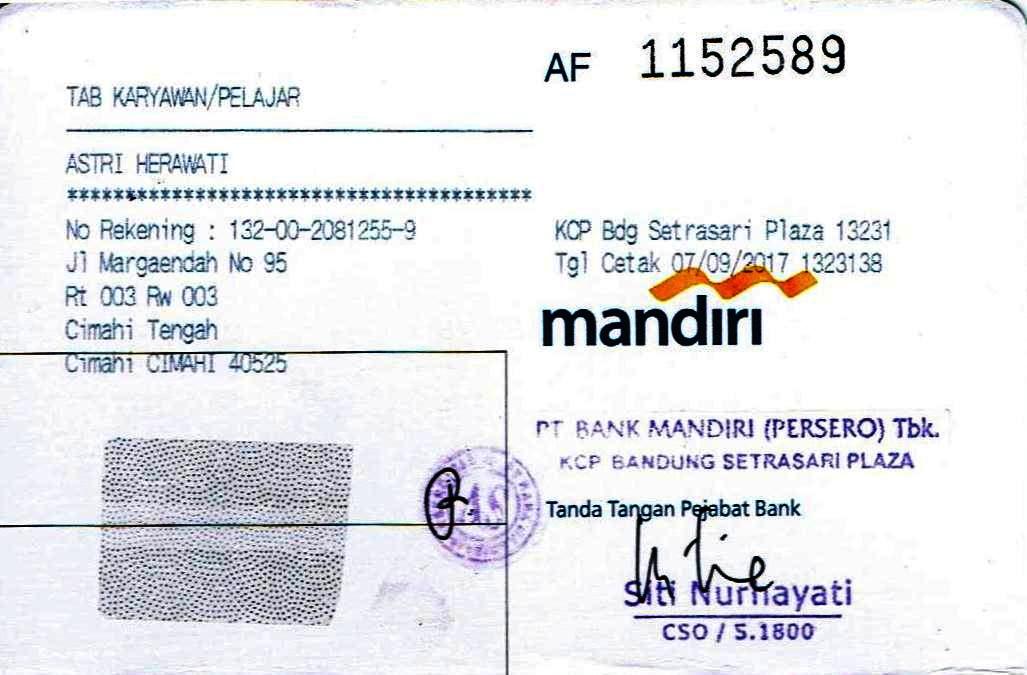 AF 1152589
TAB KARYAWAN/PELAJAR
ASTRI HERAWATI
****************************************
No Rekening : 132-00-2081255-9
Jl Margaendah No 95
Rt 003 Rw 003
Cimahi Tengah
Cimahi CIMAHI 40525
KCP Bdg Setrasari Plaza 13231
Tgl Cetak 07/09/2017 1323138
mandiri
PT BANK MANDIRI (PERSERO) Tbk.
KCP BANDUNG SETRASARI PLAZA
Tanda Tangan Pejabat Bank
Siti Nurhayati
CSO / S.1800